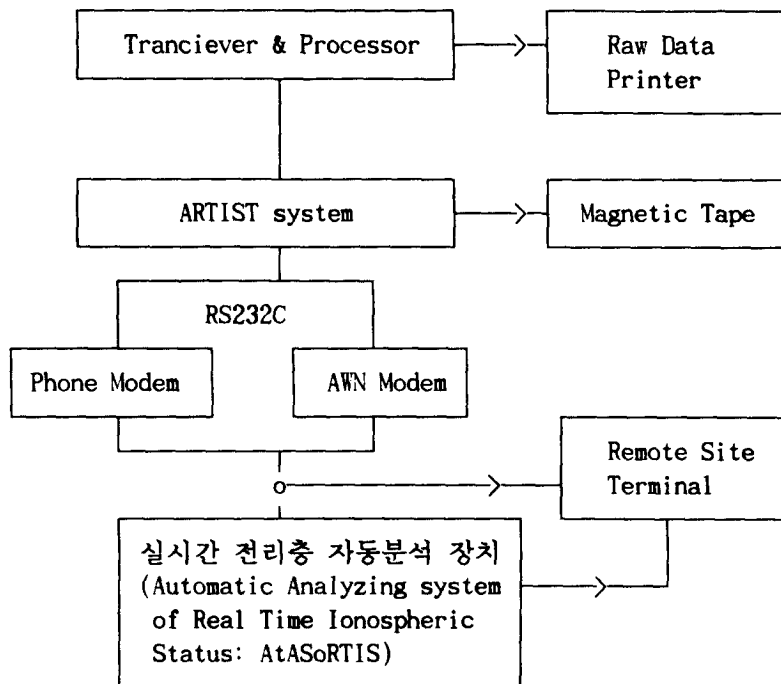 Tranciever & Processor
Raw Data
Printer
ARTIST system
Magnetic Tape
RS232C
Phone Modem
AWN Modem
Remote Site
Terminal
실시간 전리층 자동분석 장치
(Automatic Analyzing system
of Real Time Ionospheric
Status: AtASoRTIS)